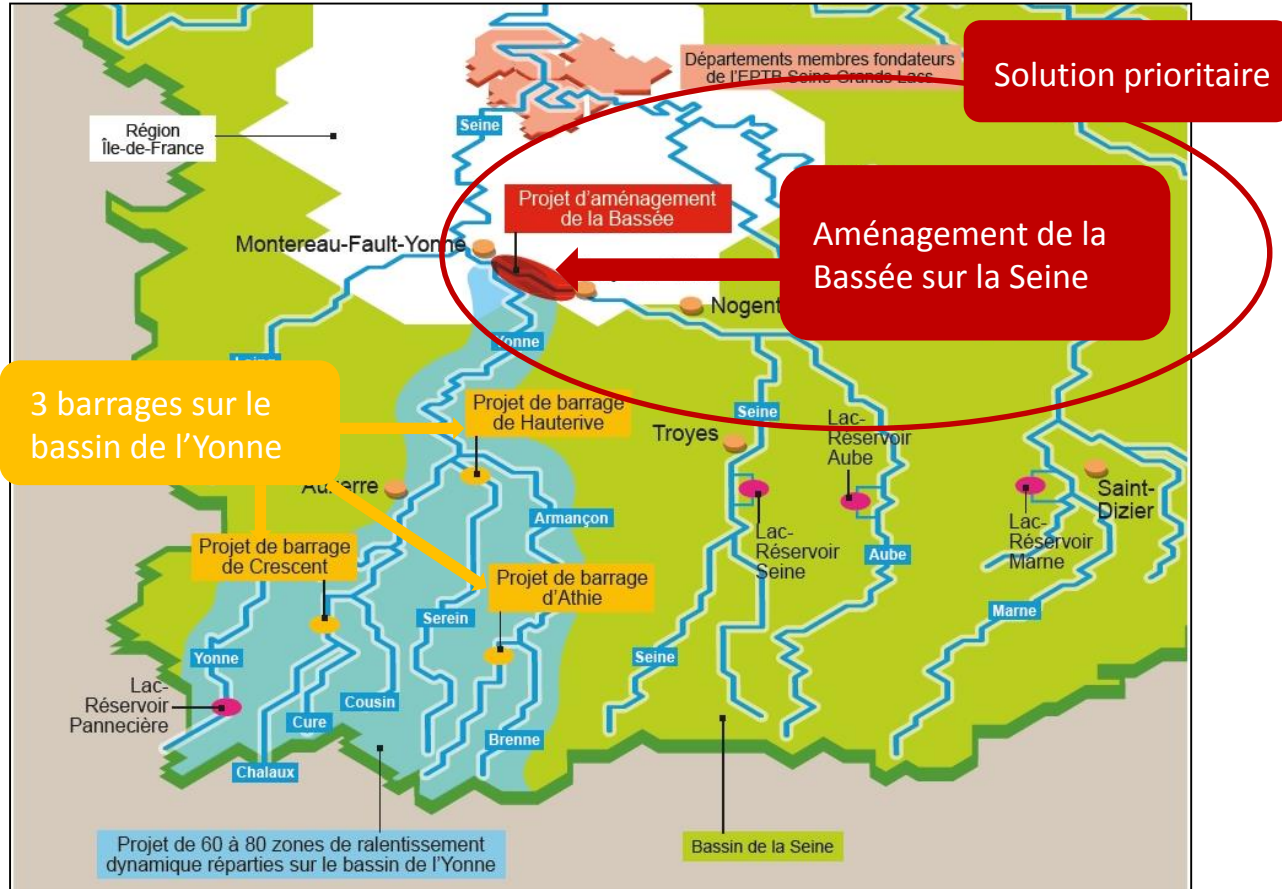 Départements membres fondateurs
de l'EPTB Seine Grands Lacs
Solution prioritaire
Région
Île-de-France
Seine
Projet d'aménagement
de la Bassée
Aménagement de la
Bassée sur la Seine
Montereau-Fault-Yonne
Nogent
Yonne
3 barrages sur le
bassin de l'Yonne
Projet de barrage
de Hauterive
Seine
Troyes
Lac-
Réservoir
Aube
Auxerre
Armançon
Saint-
Dizier
Lac-
Réservoir
Seine
Lac-
Réservoir
Marne
Aube
Projet de barrage
de Crescent
Projet de barrage
d'Athie
Serein
Marne
Yonne
Seine
Lac-
Réservoir
Pannecière
Cousin
Cure
Brenne
Chalaux
Projet de 60 à 80 zones de ralentissement
dynamique réparties sur le bassin de l'Yonne
Bassin de la Seine